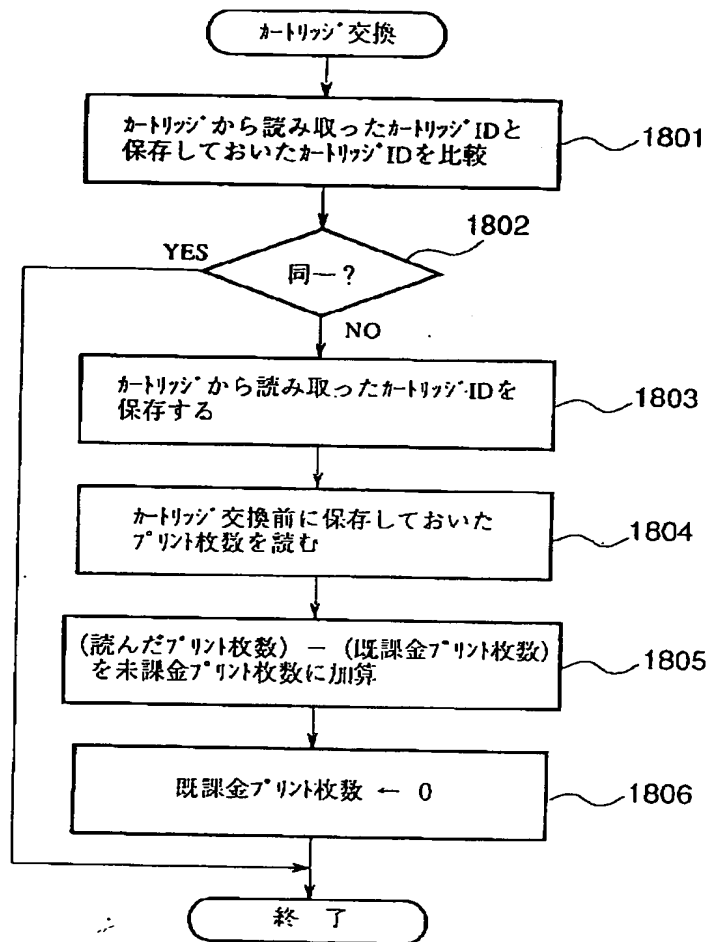 ｶｰﾄﾘｯｼﾞ交換
ｶｰﾄﾘｯｼﾞから読み取ったｶｰﾄﾘｯｼﾞIDと
保存しておいたｶｰﾄﾘｯｼﾞIDを比較
1801
1802
YES
同一?
NO
ｶｰﾄﾘｯｼﾞから読み取ったｶｰﾄﾘｯｼﾞIDを
保存する
1803
ｶｰﾄﾘｯｼﾞ交換前に保存しておいた
ﾌﾟﾘﾝﾄ枚数を読む
1804
(読んだﾌﾟﾘﾝﾄ枚数) − (既課金ﾌﾟﾘﾝﾄ枚数)
を未課金ﾌﾟﾘﾝﾄ枚数に加算
1805
既課金ﾌﾟﾘﾝﾄ枚数 ← 0
1806
終 了